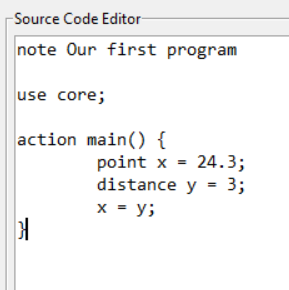 Source Code Editor
note Our first program
use core;
action main() {
point x = 24.3;
distance y = 3;
x = y;
}